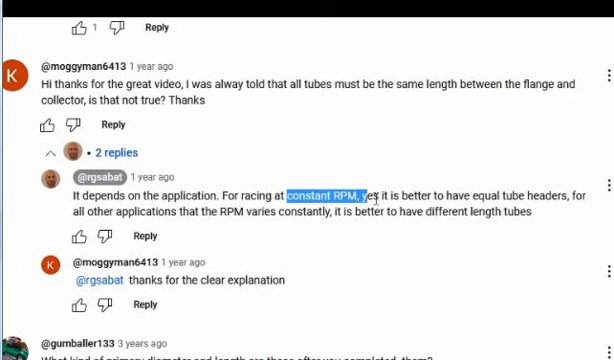 1 Reply
@moggyman6413 1 year ago
K
Hi thanks for the great video, I was alway told that all tubes must be the same length between the flange and
collector, is that not true? Thanks
Reply
2 replies
@rgsabat 1 year ago
It depends on the application. For racing at constant RPM, yes it is better to have equal tube headers, for
all other applications that the RPM varies constantly, it is better to have different length tubes
Reply
K
@moggyman6413 1 year ago
@rgsabat thanks for the clear explanation
Reply
@gumballer133 3 years ago
What kind of primary diameter and length are those after you completed, them?